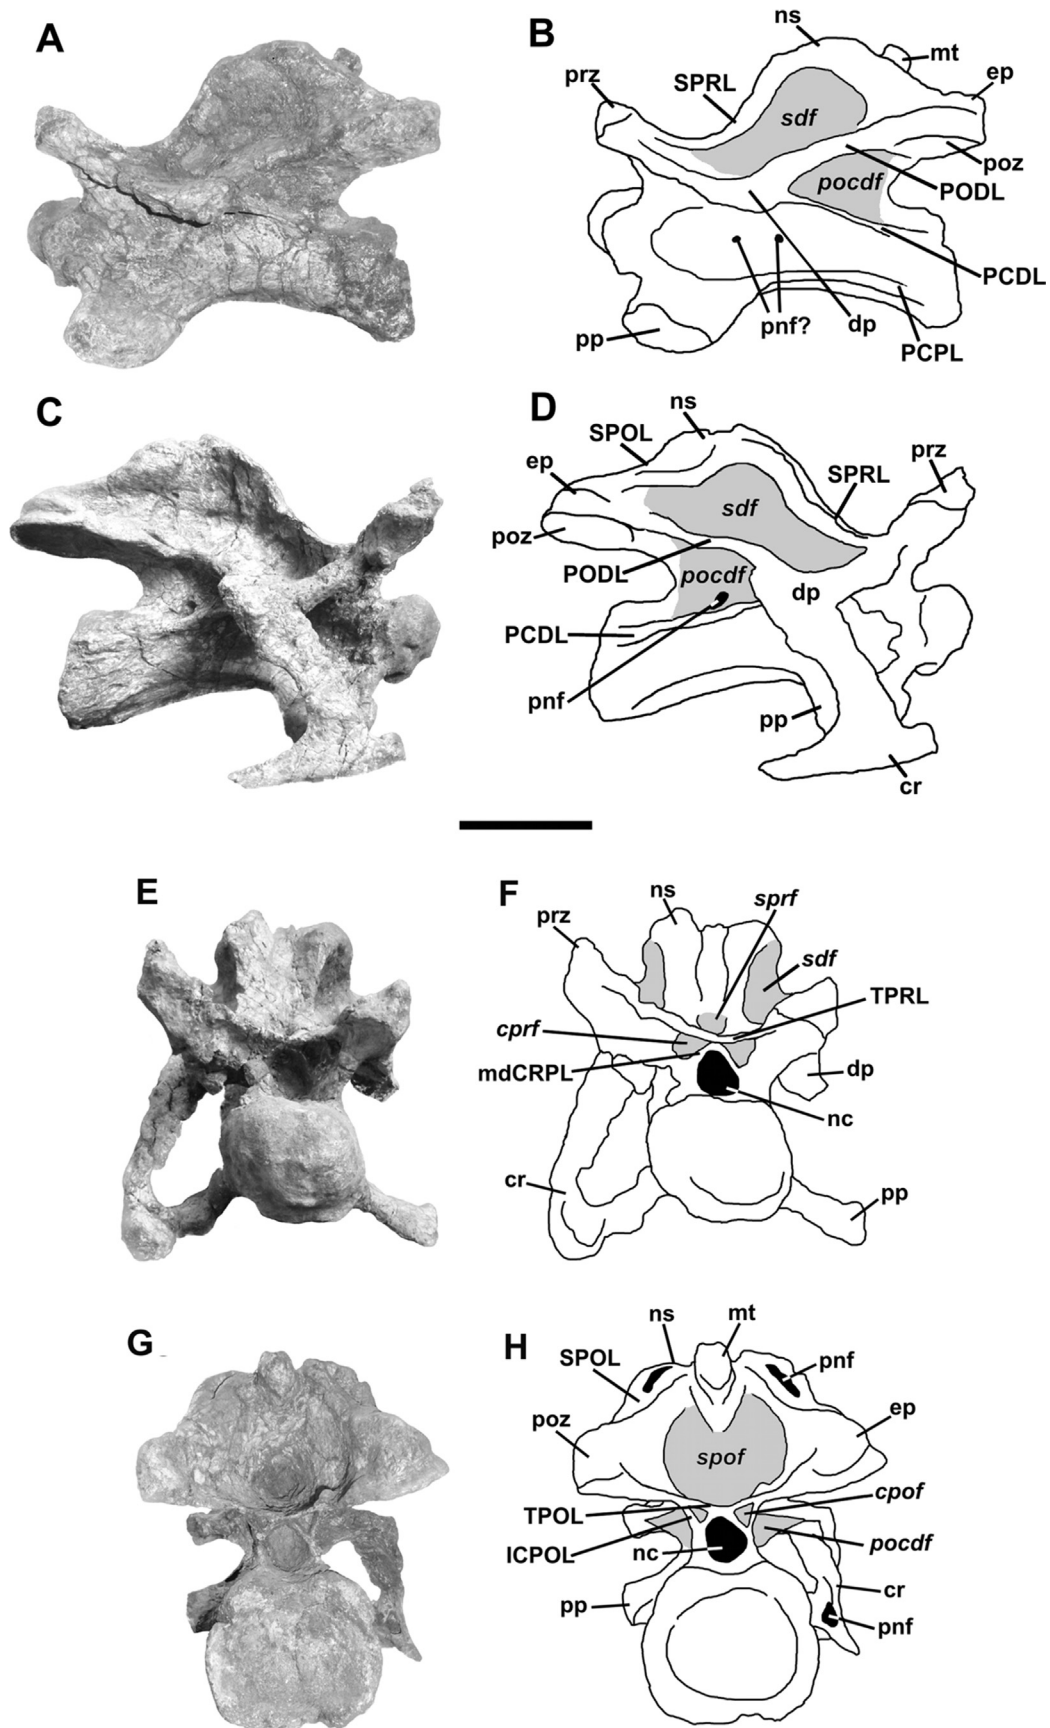 A
B
ns
mt
prz
SPRL
ep
sdf
poz
pocdf
PODL
PCDL
pnf?
dp
pp
PCPL
C
D
ns
SPOL
prz
ep
SPRL
sdf
poz
PODL
pocdf
dp
PCDL
pnf
pp
cr
E
F
ns
sprf
prz
sdf
TPRL
cprf
mdCRPL
dp
nc
cr
pp
G
H
ns
mt
SPOL
pnf
poz
ep
spof
cpof
TPOL
ICPOL
nc
pocdf
cr
pp
pnf